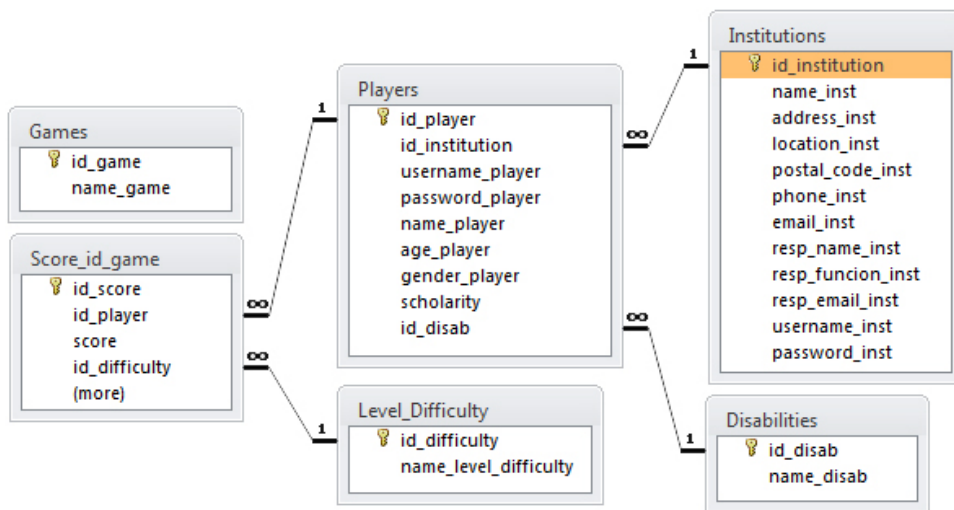 Games
id_game
name_game
Score_id_game
id_score
id_player
score
id_difficulty
(more)
1
∞
∞
Players
id_player
id_institution
username_player
password_player
name_player
age_player
gender_player
scholarity
id_disab
∞
∞
1
Level_Difficulty
id_difficulty
name_level_difficulty
1
1
Institutions
id_institution
name_inst
address_inst
location_inst
postal_code_inst
phone_inst
email_inst
resp_name_inst
resp_funcion_inst
resp_email_inst
username_inst
password_inst
Disabilities
id_disab
name_disab